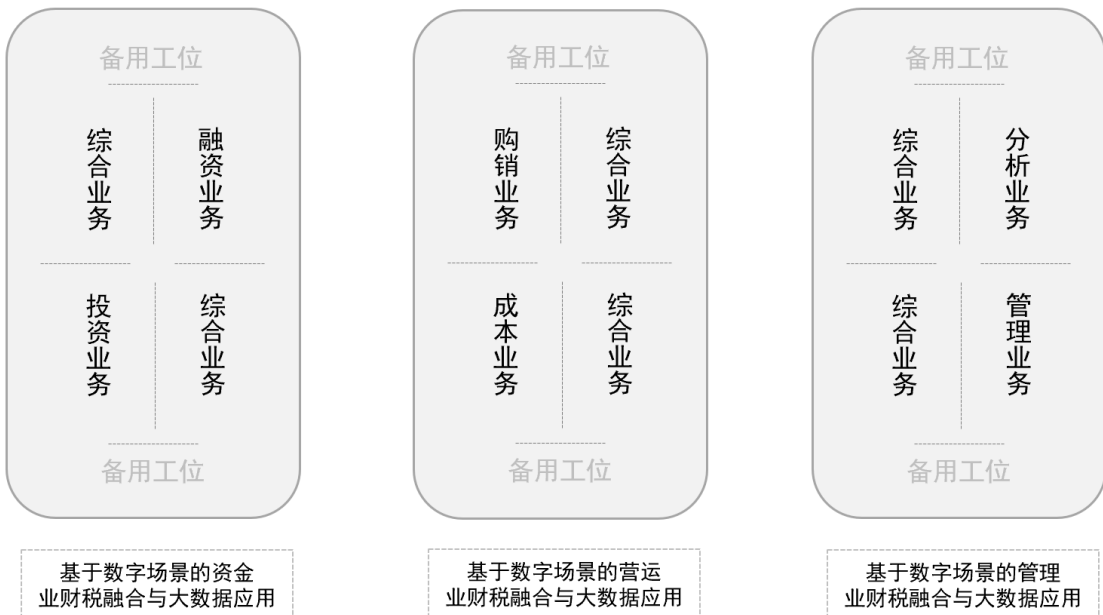 备用工位
综合业务
融资业务
投资业务
综合业务
备用工位
基于数字场景的资金
业财税融合与大数据应用
备用工位
购销业务
综合业务
成本业务
综合业务
备用工位
基于数字场景的营运
业财税融合与大数据应用
备用工位
综合业务
分析业务
综合业务
管理业务
备用工位
基于数字场景的管理
业财税融合与大数据应用